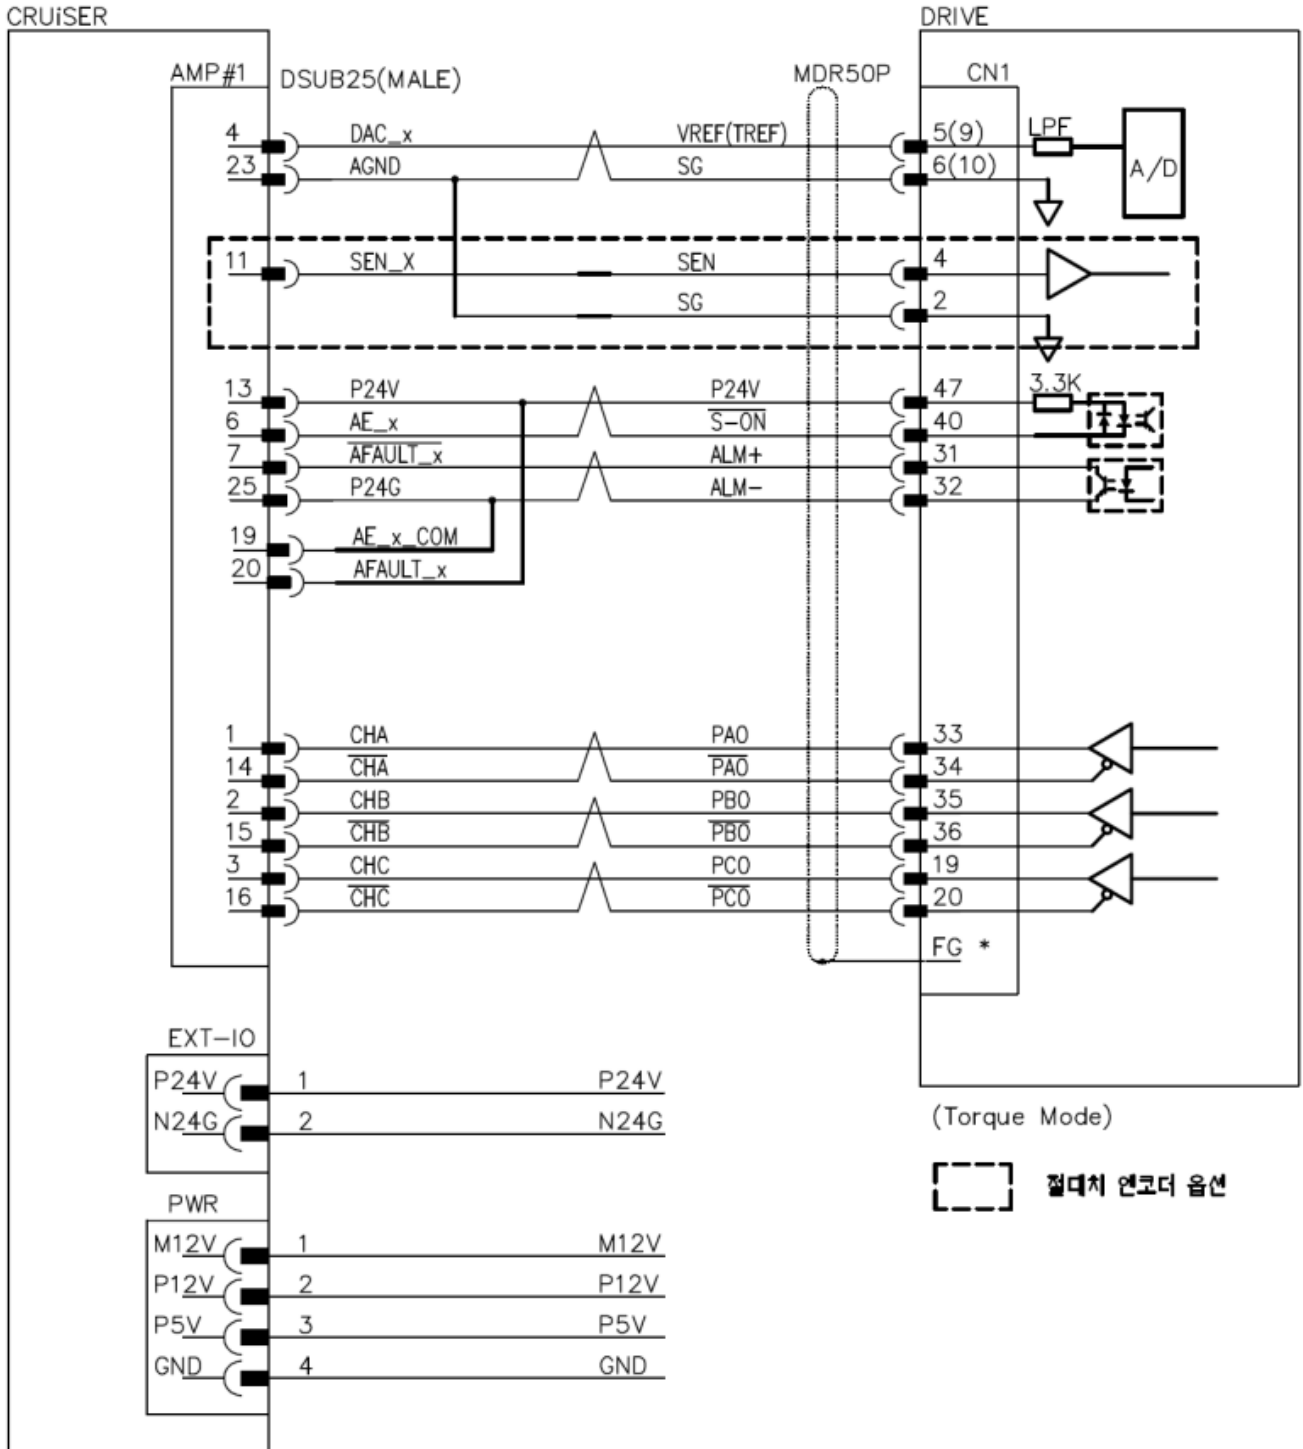 CRUiSER
DRIVE
AMP#1 DSUB25(MALE) MDR50P CN1
4 DAC_x VREF(TREF) 5(9) LPF
23 AGND SG 6(10) A/D
11 SEN_X SEN 4
SG 2
13 P24V P24V 47 3.3K
6 AE_x S-ON 40
7 AFAULT_x ALM+ 31
25 P24G ALM- 32
19 AE_x_COM
20 AFAULT_x
1 CHA PAO 33
14 CHA PAO 34
2 CHB PBO 35
15 CHB PBO 36
3 CHC PCO 19
16 CHC PCO 20
FG *
EXT-IO
P24V 1 P24V
N24G 2 N24G
(Torque Mode)
절대치 엔코더 옵션
PWR
M12V 1 M12V
P12V 2 P12V
P5V 3 P5V
GND 4 GND